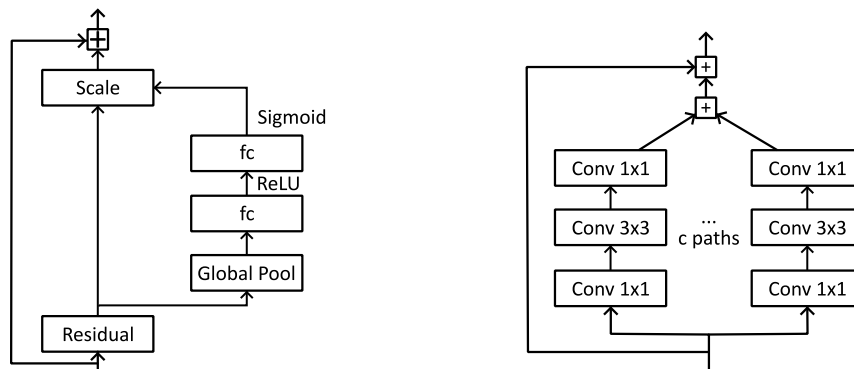 +
Scale
Sigmoid
fc
ReLU
fc
Global Pool
Residual
+
+
Conv 1x1 Conv 1x1
Conv 3x3 ... Conv 3x3
c paths
Conv 1x1 Conv 1x1